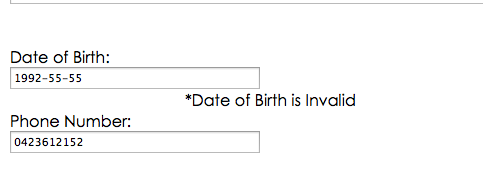 Date of Birth:
1992-55-55
*Date of Birth is Invalid
Phone Number:
0423612152